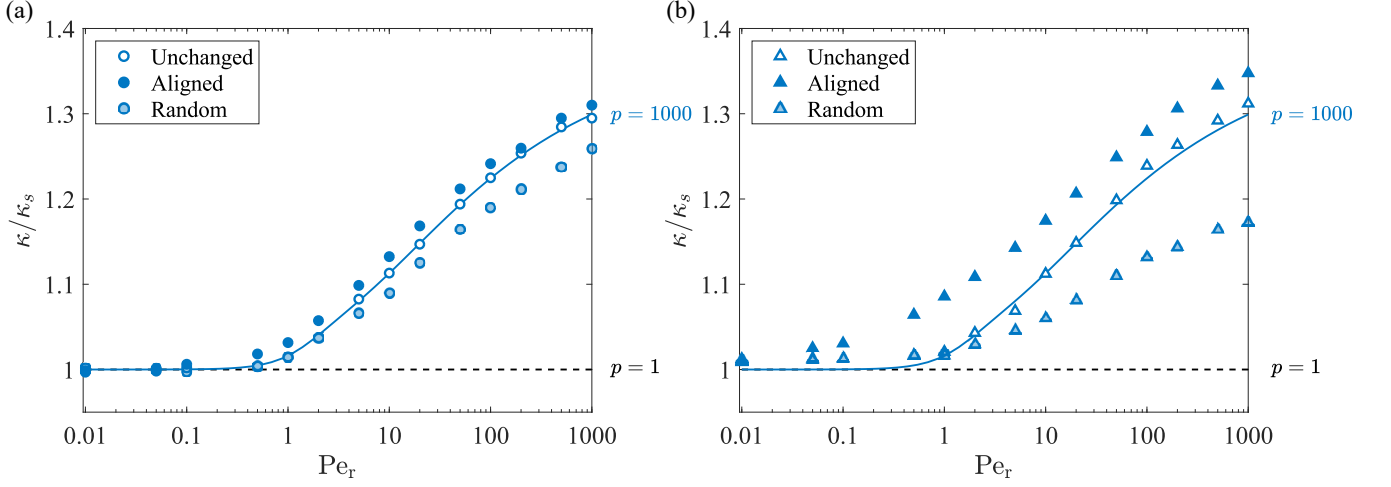 (a)
1.4
1.3
1.2
1.1
1
κ/κₛ
Unchanged
Aligned
Random
p = 1000
p = 1
0.01 0.1 1 10 100 1000
Peᵣ
(b)
1.4
1.3
1.2
1.1
1
κ/κₛ
Unchanged
Aligned
Random
p = 1000
p = 1
0.01 0.1 1 10 100 1000
Peᵣ